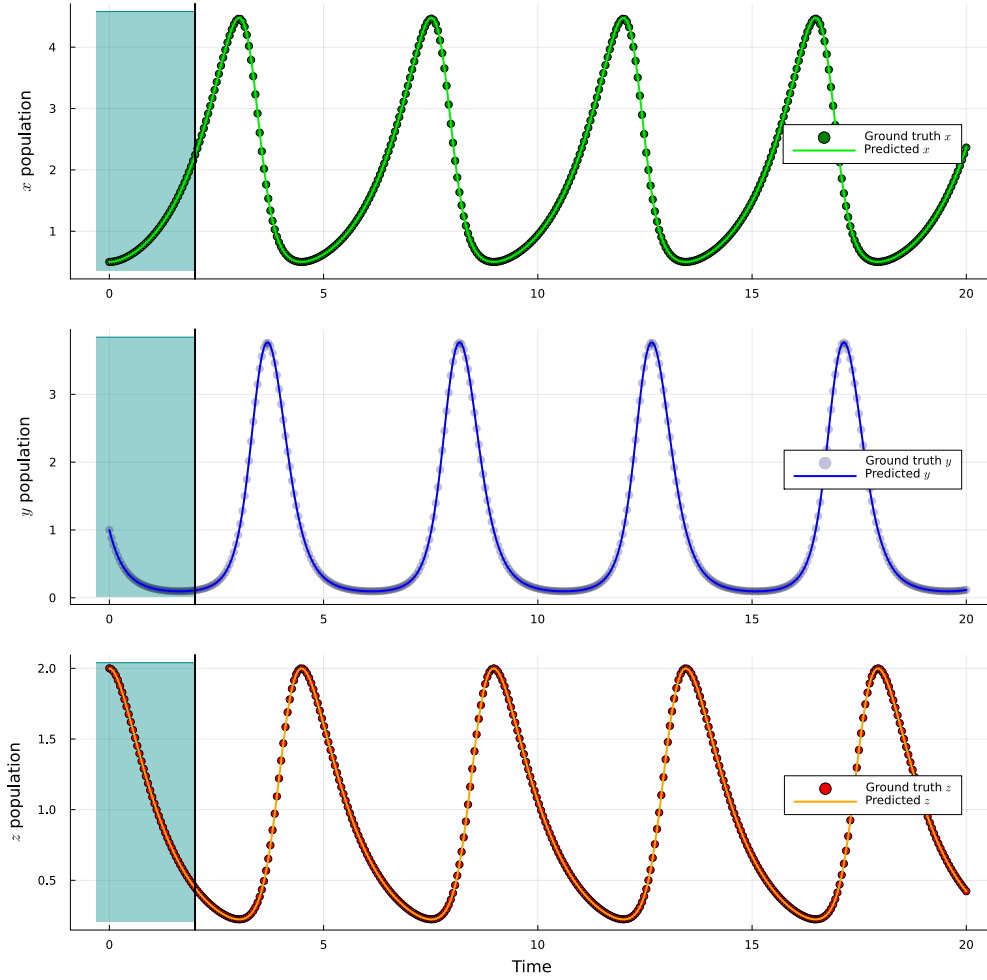 4
3
2
1
x population
Ground truth x
Predicted x
0
5
10
15
20
3
2
1
0
y population
Ground truth y
Predicted y
0
5
10
15
20
2.0
1.5
1.0
0.5
z population
Ground truth z
Predicted z
0
5
10
15
20
Time